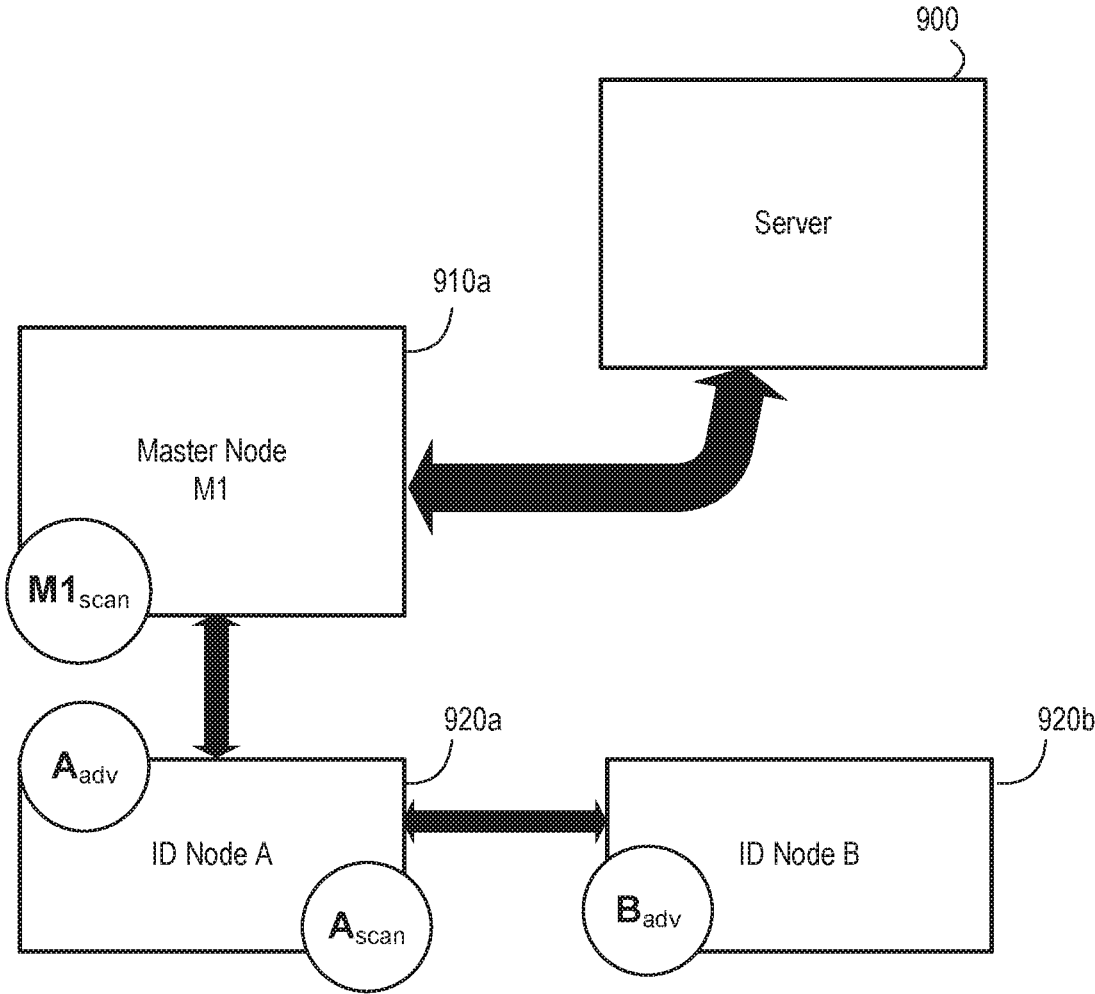 900
Server
910a
Master Node
M1
M1scan
920a
920b
Aadv
ID Node A
ID Node B
Ascan
Badv